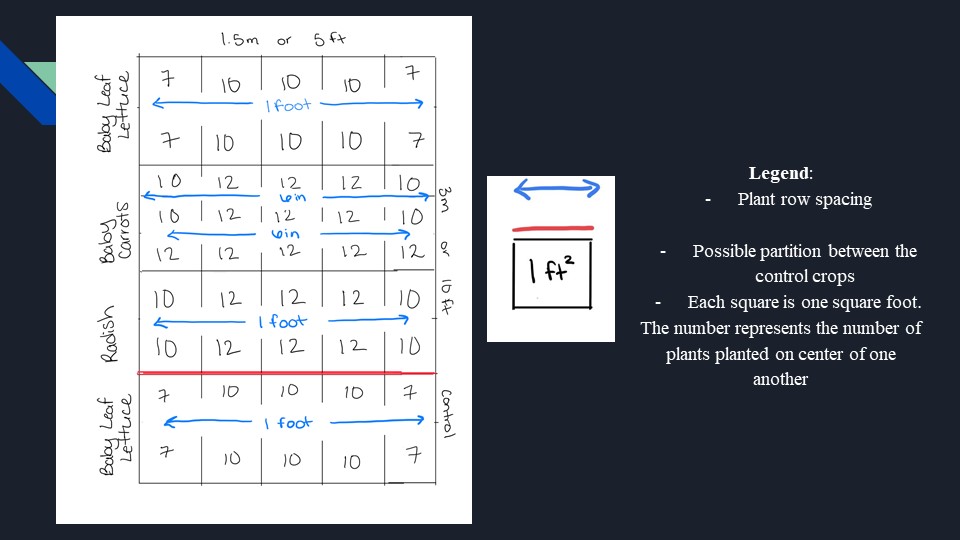 1.5m or 5 ft
Baby Leaf
Lettuce
7 10 10 10 7
1 foot
7 10 10 10 7
Baby
Carrots
10 12 12 12 10
6in
10 12 12 12 10
6in
12 12 12 12 12
3m or 10 ft
Radish
10 12 12 12 10
1 foot
10 12 12 12 10
Baby Leaf
Lettuce
7 10 10 10 7
1 foot
7 10 10 10 7
control
1 ft²
Legend:
- Plant row spacing
- Possible partition between the
control crops
- Each square is one square foot.
The number represents the number of
plants planted on center of one
another